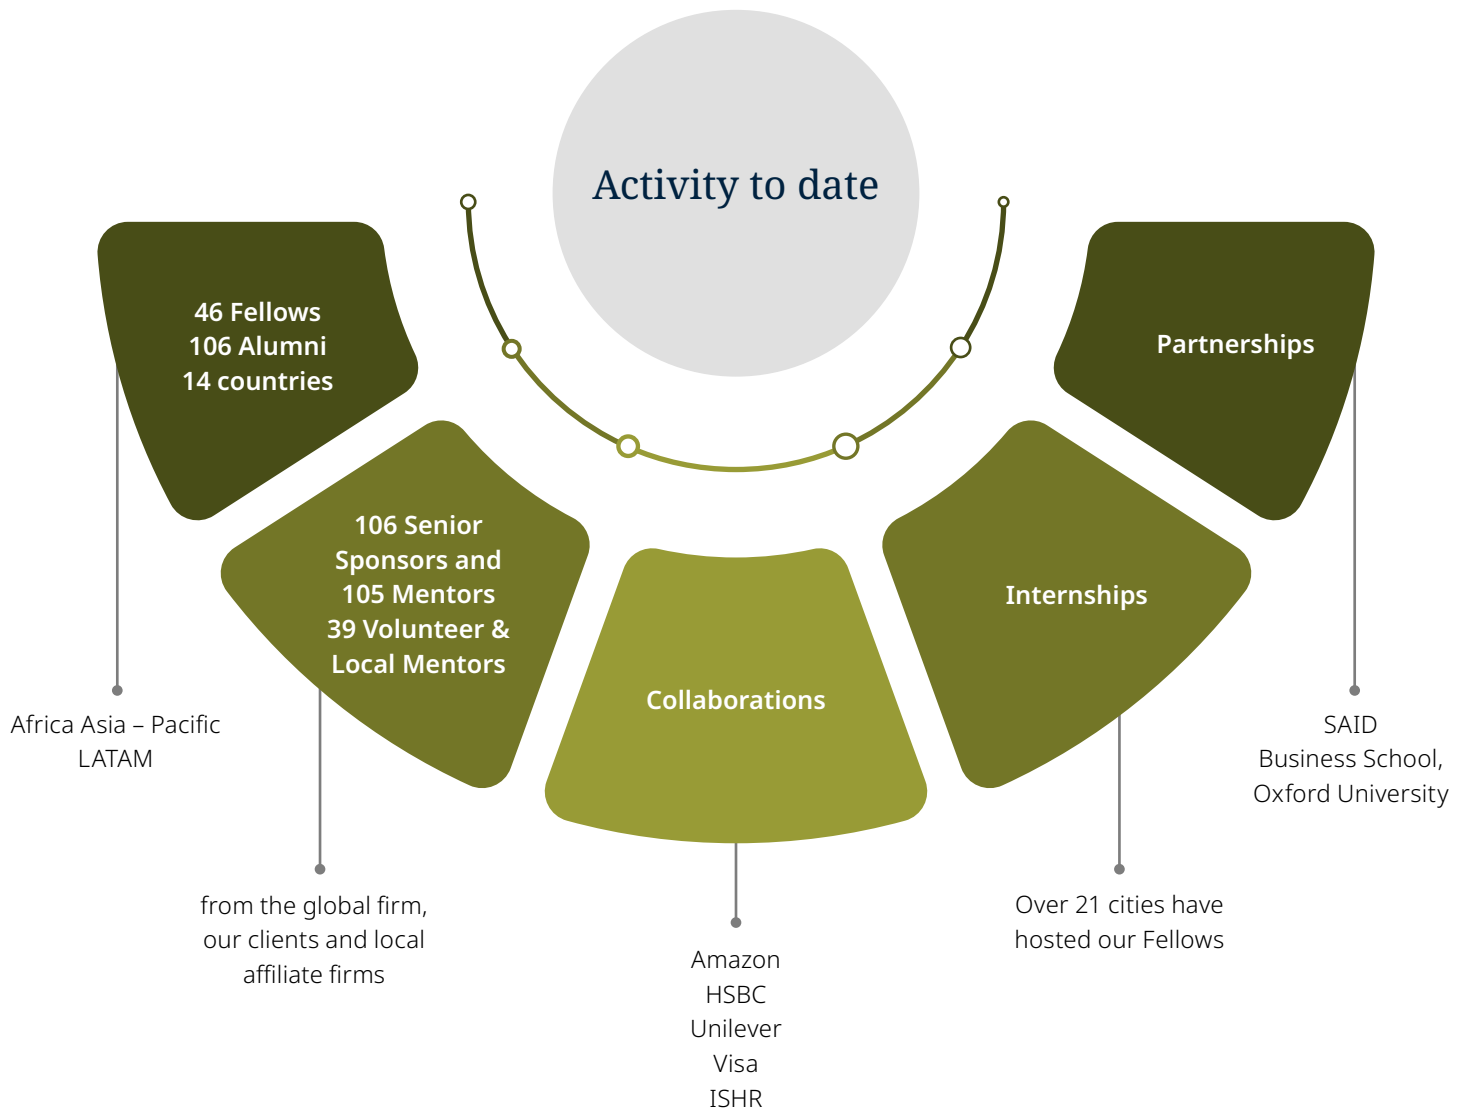 Activity to date
46 Fellows
106 Alumni
14 countries
Africa Asia – Pacific
LATAM
106 Senior
Sponsors and
105 Mentors
39 Volunteer &
Local Mentors
from the global firm,
our clients and local
affiliate firms
Collaborations
Amazon
HSBC
Unilever
Visa
ISHR
Internships
Over 21 cities have
hosted our Fellows
Partnerships
SAID
Business School,
Oxford University